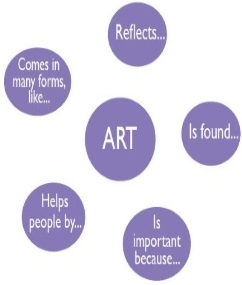 Reflects...
Comes in
many forms,
like...
ART
Is found...
Helps
people by...
Is
important
because...